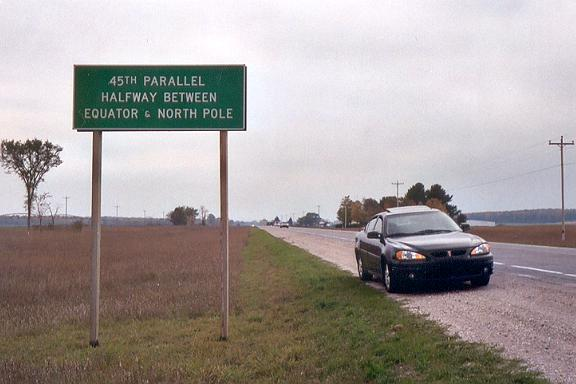 45TH PARALLEL
HALFWAY BETWEEN
EQUATOR & NORTH POLE